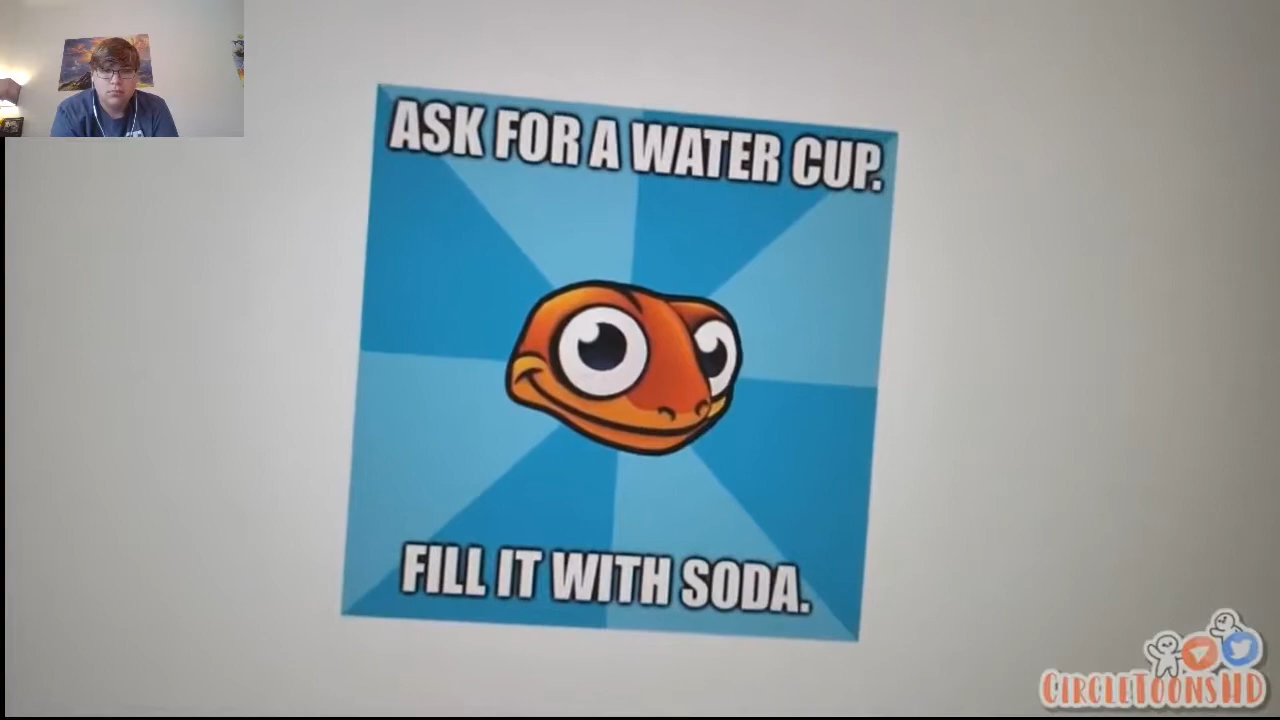 ASK FOR A WATER CUP.
FILL IT WITH SODA.
CIRCLETOONSHD